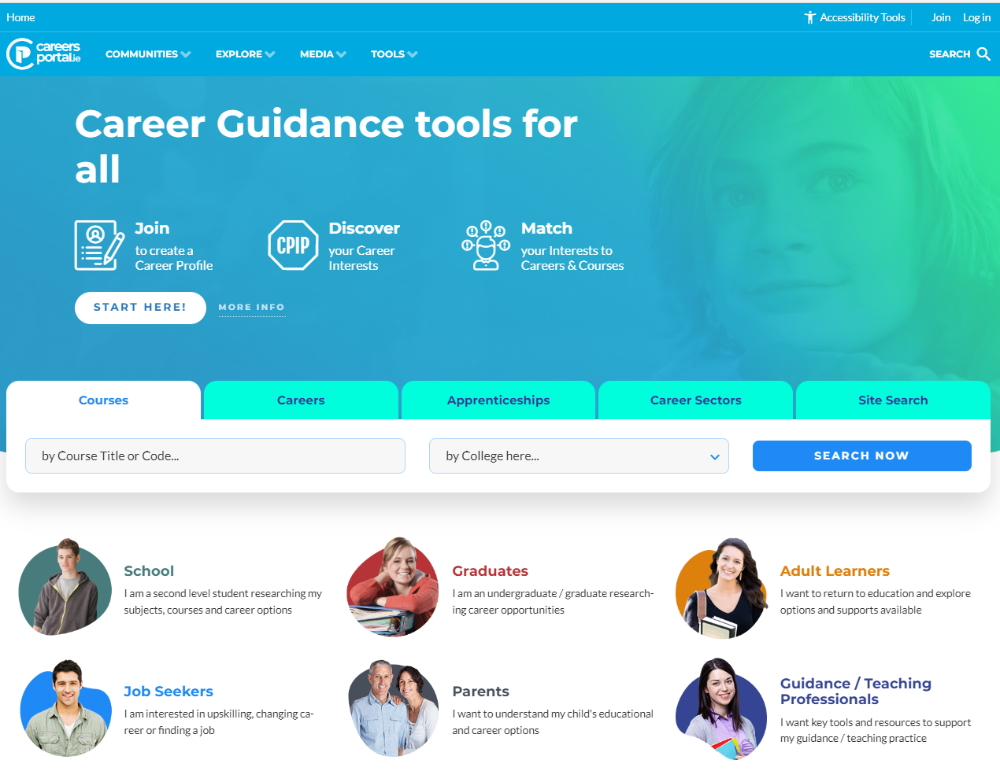 Home
Accessibility Tools
Join
Log in
careers
portal.ie
COMMUNITIES
EXPLORE
MEDIA
TOOLS
SEARCH
Career Guidance tools for
all
Join
to create a
Career Profile
CPIP
Discover
your Career
Interests
Match
your Interests to
Careers & Courses
START HERE!
MORE INFO
Courses
Careers
Apprenticeships
Career Sectors
Site Search
by Course Title or Code...
by College here...
SEARCH NOW
School
I am a second level student researching my
subjects, courses and career options
Graduates
I am an undergraduate / graduate research-
ing career opportunities
Adult Learners
I want to return to education and explore
options and supports available
Job Seekers
I am interested in upskilling, changing ca-
reer or finding a job
Parents
I want to understand my child's educational
and career options
Guidance / Teaching
Professionals
I want key tools and resources to support
my guidance / teaching practice